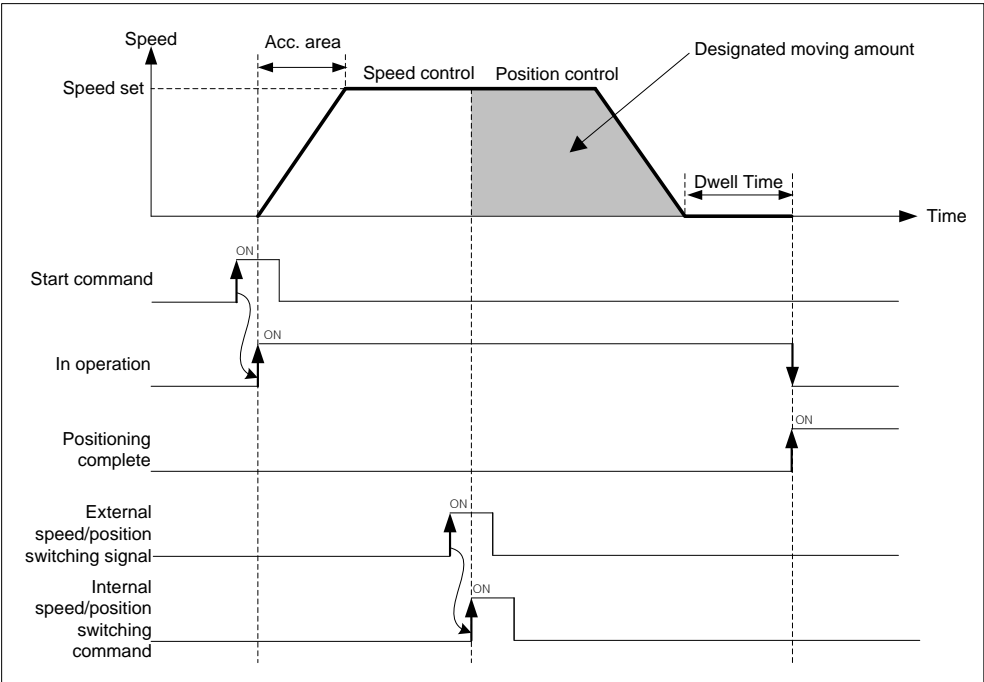 Speed
Acc. area
Designated moving amount
Speed control
Position control
Speed set
Dwell Time
Time
ON
Start command
ON
In operation
ON
Positioning
complete
ON
External
speed/position
switching signal
ON
Internal
speed/position
switching
command